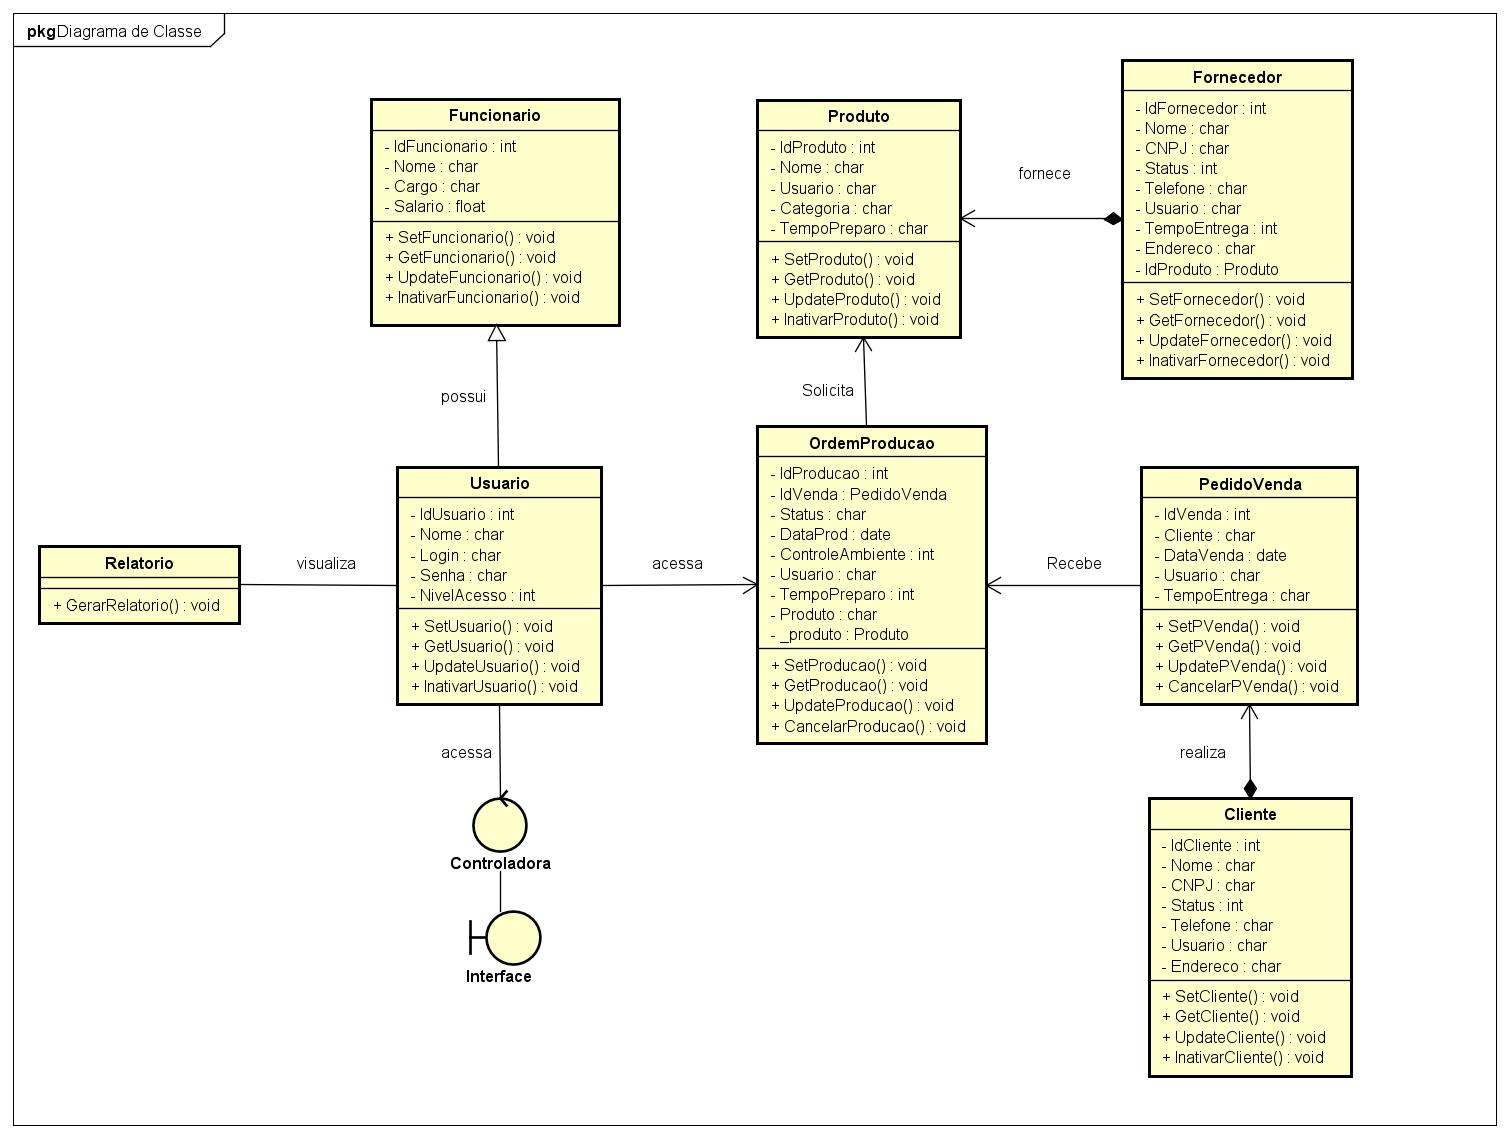 pkg Diagrama de Classe
Funcionario
- IdFuncionario : int
- Nome : char
- Cargo : char
- Salario : float
+ SetFuncionario() : void
+ GetFuncionario() : void
+ UpdateFuncionario() : void
+ InativarFuncionario() : void
Produto
- IdProduto : int
- Nome : char
- Usuario : char
- Categoria : char
- TempoPreparo : char
+ SetProduto() : void
+ GetProduto() : void
+ UpdateProduto() : void
+ InativarProduto() : void
fornece
Fornecedor
- IdFornecedor : int
- Nome : char
- CNPJ : char
- Status : int
- Telefone : char
- Usuario : char
- TempoEntrega : int
- Endereco : char
- IdProduto : Produto
+ SetFornecedor() : void
+ GetFornecedor() : void
+ UpdateFornecedor() : void
+ InativarFornecedor() : void
possui
Solicita
Relatorio
+ GerarRelatorio() : void
visualiza
Usuario
- IdUsuario : int
- Nome : char
- Login : char
- Senha : char
- NivelAcesso : int
+ SetUsuario() : void
+ GetUsuario() : void
+ UpdateUsuario() : void
+ InativarUsuario() : void
acessa
OrdemProducao
- IdProducao : int
- IdVenda : PedidoVenda
- Status : char
- DataProd : date
- ControleAmbiente : int
- Usuario : char
- TempoPreparo : int
- Produto : char
- _produto : Produto
+ SetProducao() : void
+ GetProducao() : void
+ UpdateProducao() : void
+ CancelarProducao() : void
Recebe
PedidoVenda
- IdVenda : int
- Cliente : char
- DataVenda : date
- Usuario : char
- TempoEntrega : char
+ SetPVenda() : void
+ GetPVenda() : void
+ UpdatePVenda() : void
+ CancelarPVenda() : void
acessa
realiza
Controladora
Interface
Cliente
- IdCliente : int
- Nome : char
- CNPJ : char
- Status : int
- Telefone : char
- Usuario : char
- Endereco : char
+ SetCliente() : void
+ GetCliente() : void
+ UpdateCliente() : void
+ InativarCliente() : void